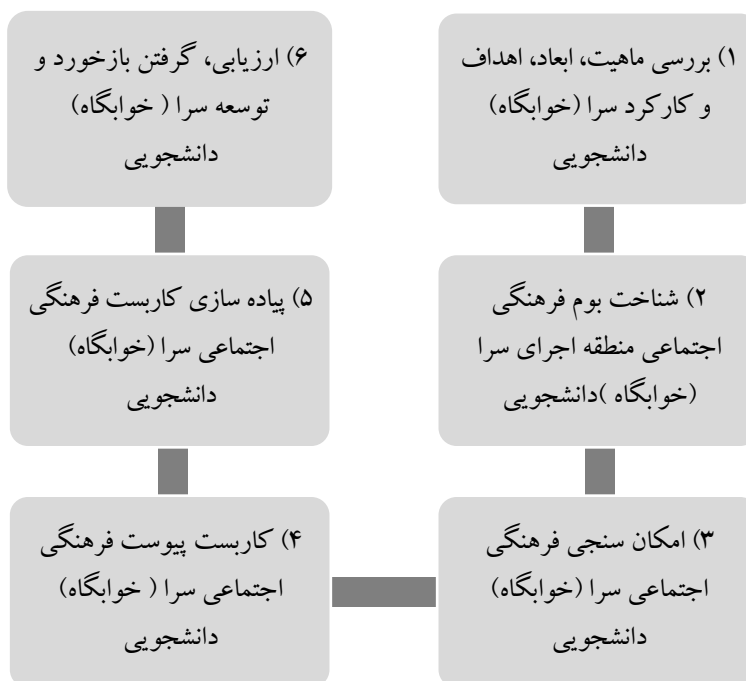 ۱) بررسی ماهیت، ابعاد، اهداف
و کارکرد سرا (خوابگاه)
دانشجویی
۲) شناخت بوم فرهنگی
اجتماعی منطقه اجرای سرا
(خوابگاه )دانشجویی
۳) امکان سنجی فرهنگی
اجتماعی سرا (خوابگاه)
دانشجویی
۴) کاربست پیوست فرهنگی
اجتماعی سرا ( خوابگاه)
دانشجویی
۵) پیاده سازی کاربست فرهنگی
اجتماعی سرا (خوابگاه)
دانشجویی
۶) ارزیابی، گرفتن بازخورد و
توسعه سرا ( خوابگاه)
دانشجویی